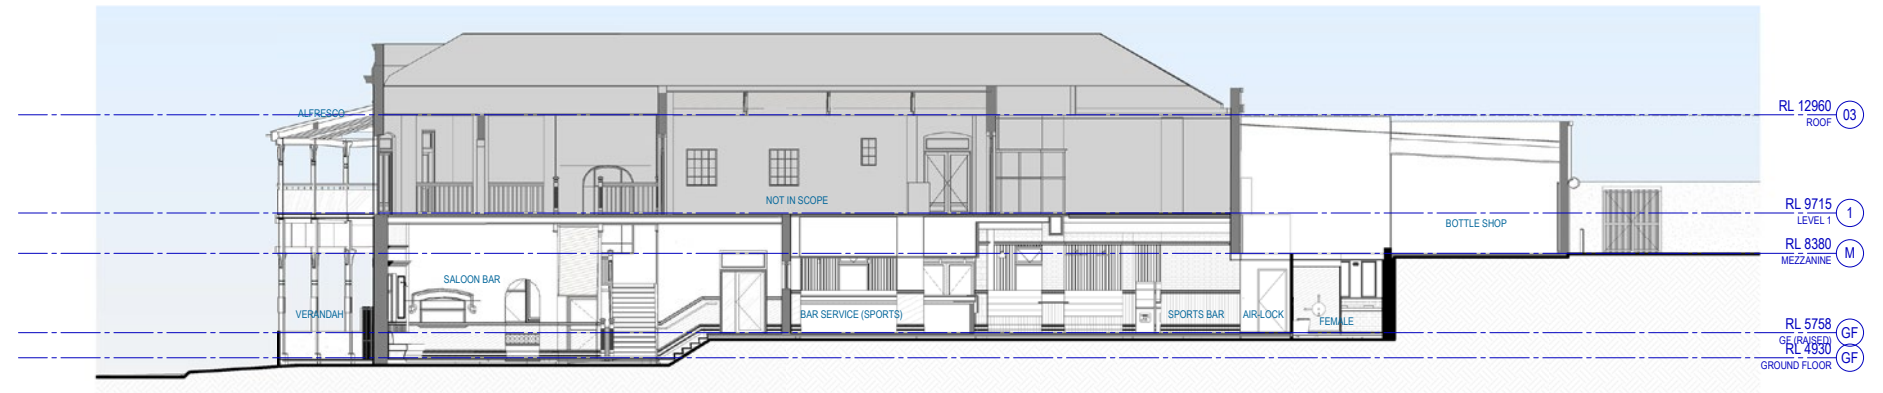 ALFRESCO
RL 12960
03
ROOF
NOT IN SCOPE
RL 9715
1
LEVEL 1
BOTTLE SHOP
RL 8380
M
MEZZANINE
SALOON BAR
VERANDAH
BAR SERVICE (SPORTS)
SPORTS BAR
AIR-LOCK
FEMALE
RL 5758
GF
GF (RAISED)
RL 4930
GF
GROUND FLOOR